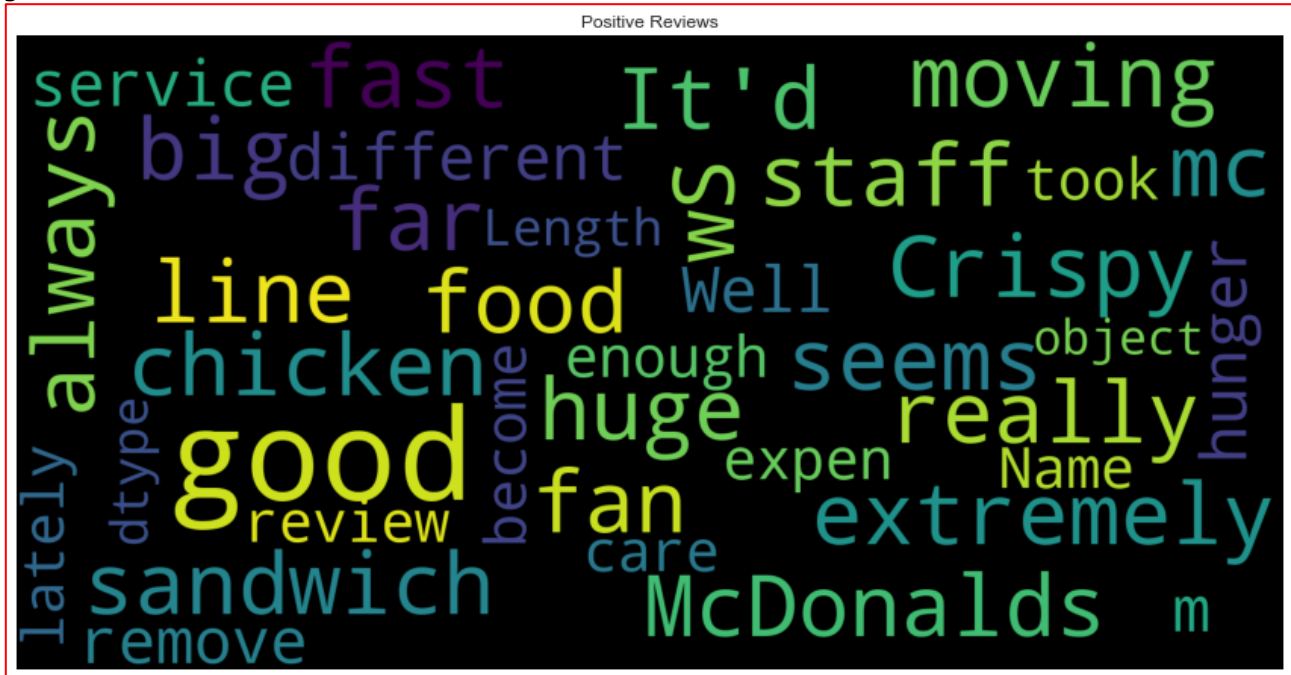 Positive Reviews
service
fast
It'd
moving
always
big
different
wS
staff
took
mc
far
Length
line
food
Well
Crispy
hunger
chicken
enough
seems
object
dtype
good
become
huge
really
expen
Name
lately
review
fan
extremely
care
sandwich
McDonalds
m
remove